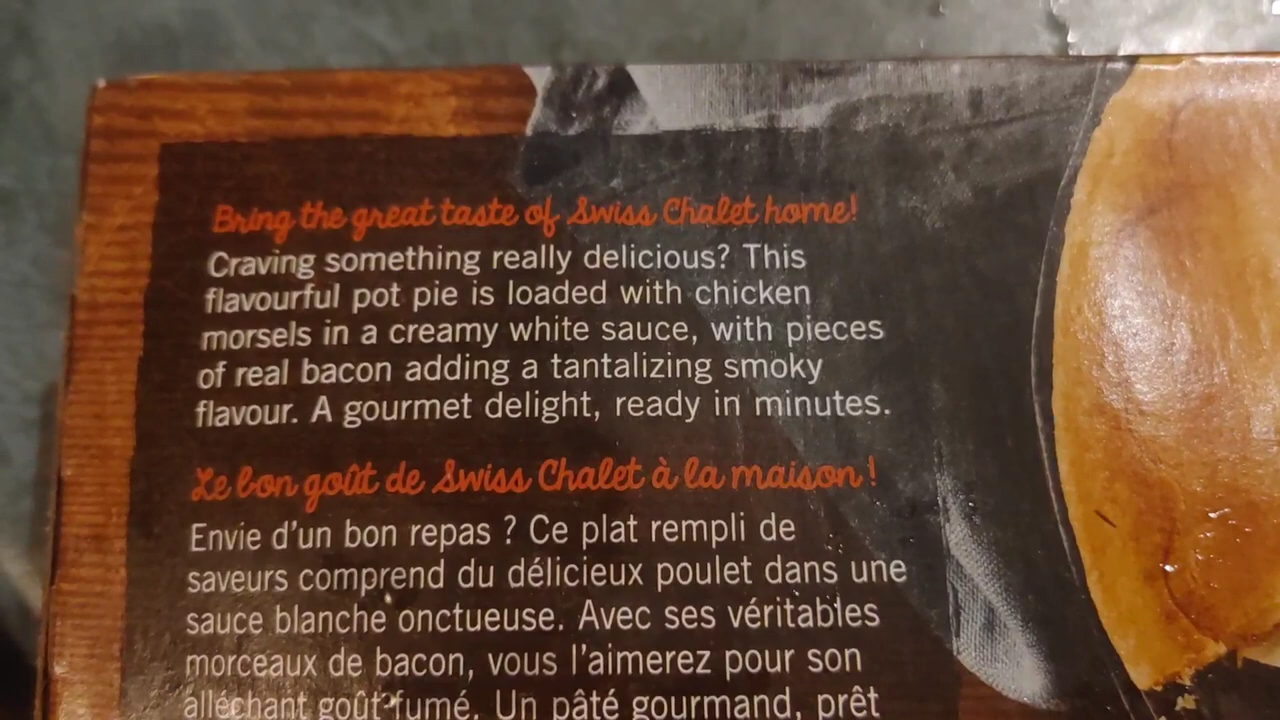 Bring the great taste of Swiss Chalet home!
Craving something really delicious? This
flavourful pot pie is loaded with chicken
morsels in a creamy white sauce, with pieces
of real bacon adding a tantalizing smoky
flavour. A gourmet delight, ready in minutes.
Le bon goût de Swiss Chalet à la maison !
Envie d'un bon repas ? Ce plat rempli de
saveurs comprend du délicieux poulet dans une
sauce blanche onctueuse. Avec ses véritables
morceaux de bacon, vous l'aimerez pour son
alléchant goût fumé. Un pâté gourmand, prêt